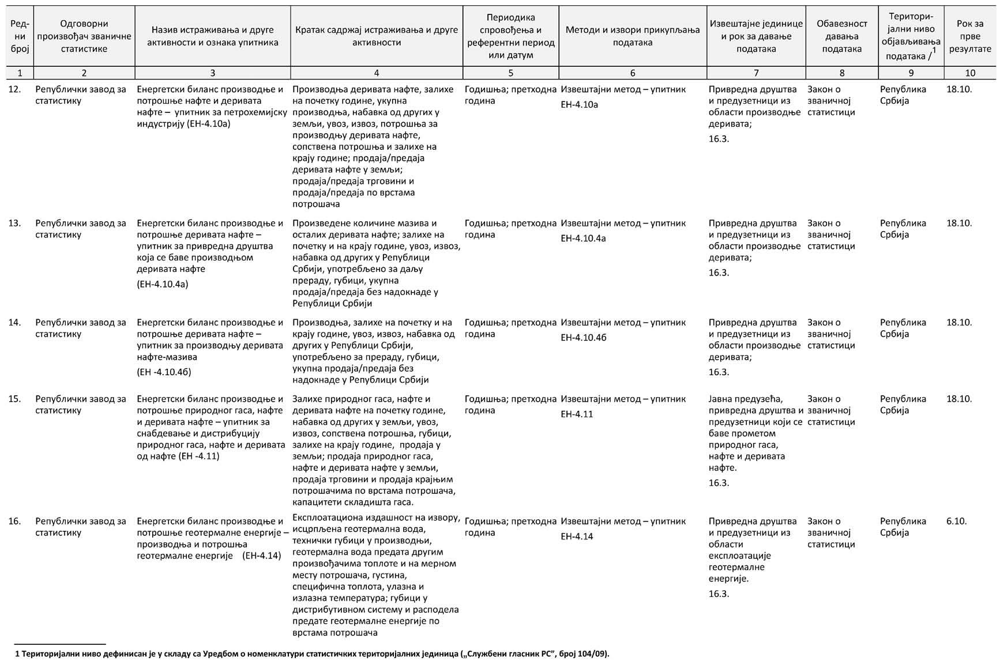 Ред-
ни
број
Одговорни
произвођач званичне
статистике
Назив истраживања и друге
активности и ознака упитника
Кратак садржај истраживања и друге
активности
Периодика
спровођења и
референтни период
или датум
Методи и извори прикупљања
података
Извештајне јединице
и рок за давање
података
Обавезност
давања
података
Територи-
јални ниво
објављивања
података /1
Рок за
прве
резултате
1 2 3 4 5 6 7 8 9 10
12.
Републички завод за
статистику
Енергетски биланс производње и
потрошње нафте и деривата
нафте – упитник за петрохемијску
индустрију (ЕН-4.10а)
Производња деривата нафте, залихе
на почетку године, укупна
производња, набавка од других у
земљи, увоз, извоз, потрошња за
производњу деривата нафте,
сопствена потрошња и залихе на
крају године; продаја/предаја
деривата нафте у земљи;
продаја/предаја трговини и
продаја/предаја по врстама
потрошача
Годишња; претходна
година
Извештајни метод – упитник
ЕН-4.10а
Привредна друштва
и предузетници из
области производње
деривата;
16.3.
Закон о
званичној
статистици
Република
Србија
18.10.
13.
Републички завод за
статистику
Енергетски биланс производње и
потрошње деривата нафте –
упитник за привредна друштва
која се баве производњом
деривата нафте
(ЕН-4.10.4а)
Произведене количине мазива и
осталих деривата нафте; залихе на
почетку и на крају године, увоз, извоз,
набавка од других у Републици
Србији, употребљено за даљу
прераду, губици, укупна
продаја/предаја без надокнаде у
Републици Србији
Годишња; претходна
година
Извештајни метод – упитник
ЕН-4.10.4а
Привредна друштва
и предузетници из
области производње
деривата;
16.3.
Закон о
званичној
статистици
Република
Србија
18.10.
14.
Републички завод за
статистику
Енергетски биланс производње и
потрошње деривата нафте –
упитник за производњу деривата
нафте-мазива
(ЕН -4.10.4б)
Производња, залихе на почетку и на
крају године, увоз, извоз, набавка од
других у Републици Србији,
употребљено за прераду, губици,
укупна продаја/предаја без
надокнаде у Републици Србији
Годишња; претходна
година
Извештајни метод – упитник
ЕН-4.10.4б
Привредна друштва
и предузетници из
области производње
деривата;
16.3.
Закон о
званичној
статистици
Република
Србија
18.10.
15.
Републички завод за
статистику
Енергетски биланс производње и
потрошње природног гаса, нафте
и деривата нафте – упитник за
снабдевање и дистрибуцију
природног гаса, нафте и деривата
од нафте (ЕН -4.11)
Залихе природног гаса, нафте и
деривата нафте на почетку године,
набавка од других у земљи, увоз,
извоз, сопствена потрошња, губици,
залихе на крају године, продаја у
земљи; продаја природног гаса,
нафте и деривата нафте у земљи,
продаја трговини и продаја крајњим
потрошачима по врстама потрошача,
капацитети складишта гаса.
Годишња; претходна
година
Извештајни метод – упитник
ЕН-4.11
Јавна предузећа,
привредна друштва и
предузетници који се
баве прометом
природног гаса,
нафте и деривата
нафте.
16.3.
Закон о
званичној
статистици
Република
Србија
18.10.
16.
Републички завод за
статистику
Енергетски биланс производње и
потрошње геотермалне енергије –
производња и потрошња
геотермалне енергије (ЕН-4.14)
Експлоатациона издашност на извору,
исцрпљена геотермална вода,
технички губици у производњи,
геотермална вода предата другим
произвођачима топлоте и на мерном
месту потрошача, густина,
специфична топлота, улазна и
излазна температура; губици у
дистрибутивном систему и расподела
предате геотермалне енергије по
врстама потрошача
Годишња; претходна
година
Извештајни метод – упитник
ЕН-4.14
Привредна друштва
и предузетници из
области
експлоатације
геотермалне
енергије.
16.3.
Закон о
званичној
статистици
Република
Србија
6.10.
1 Територијални ниво дефинисан је у складу са Уредбом о номенклатури статистичких територијалних јединица („Службени гласник РС”, број 104/09).